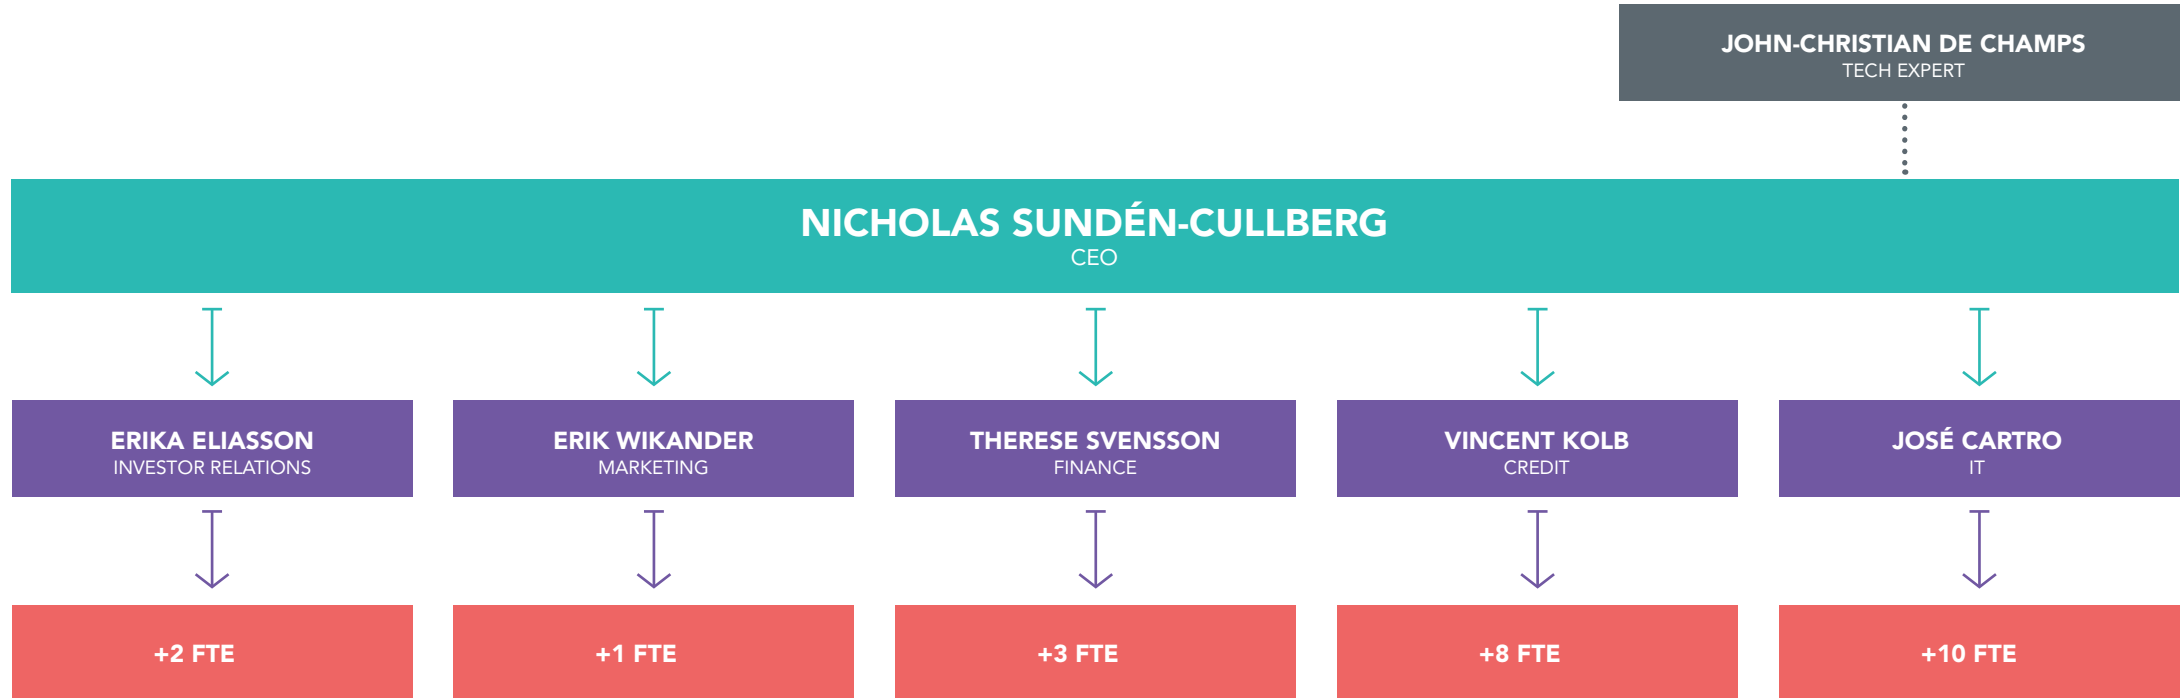 JOHN-CHRISTIAN DE CHAMPS
TECH EXPERT
NICHOLAS SUNDÉN-CULLBERG
CEO
ERIKA ELIASSON
INVESTOR RELATIONS
ERIK WIKANDER
MARKETING
THERESE SVENSSON
FINANCE
VINCENT KOLB
CREDIT
JOSÉ CARTRO
IT
+2 FTE
+1 FTE
+3 FTE
+8 FTE
+10 FTE